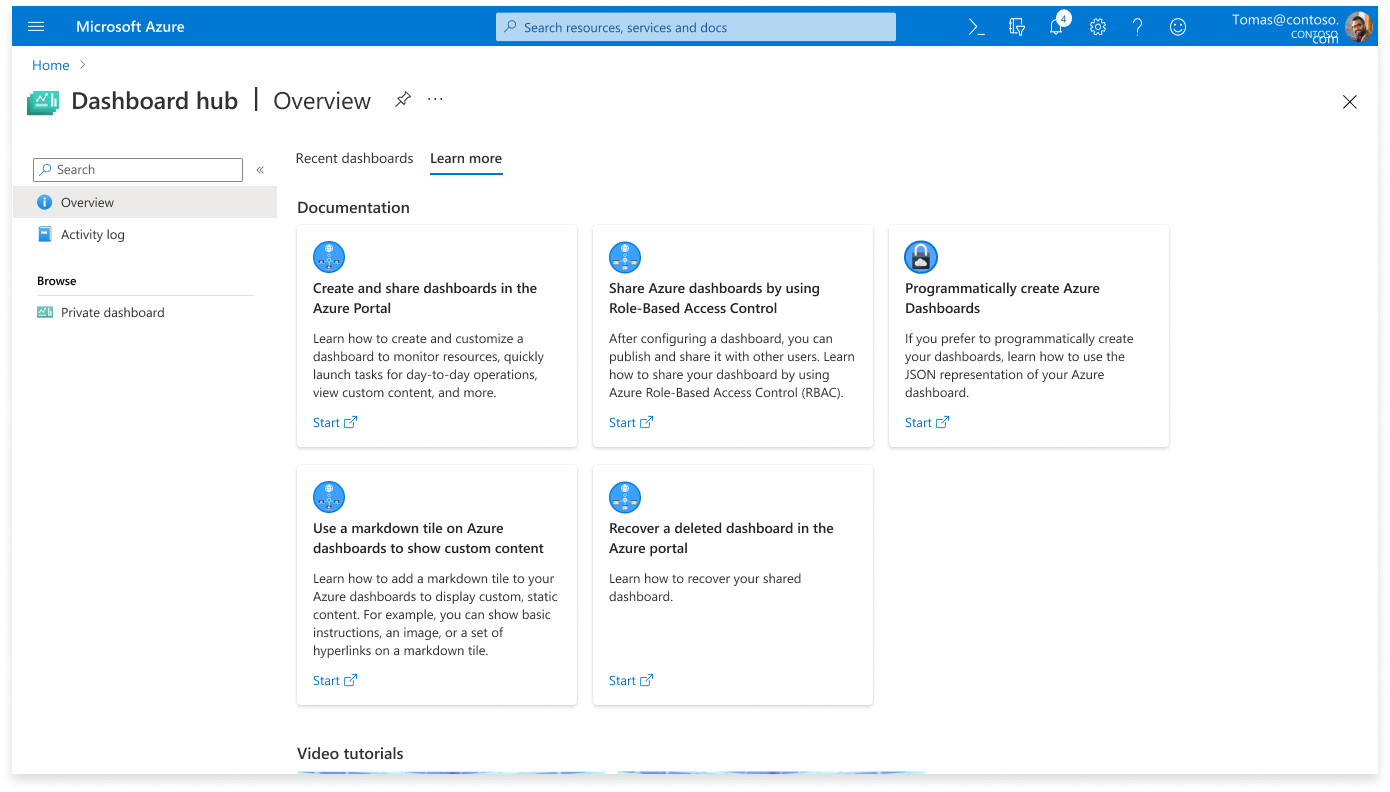 Microsoft Azure
Search resources, services and docs
4
Tomas@contoso.
com
CONTOSO
Home
Dashboard hub | Overview
Search
Overview
Activity log
Browse
Private dashboard
Recent dashboards
Learn more
Documentation
Create and share dashboards in the
Azure Portal
Learn how to create and customize a
dashboard to monitor resources, quickly
launch tasks for day-to-day operations,
view custom content, and more.
Start
Share Azure dashboards by using
Role-Based Access Control
After configuring a dashboard, you can
publish and share it with other users. Learn
how to share your dashboard by using
Azure Role-Based Access Control (RBAC).
Start
Programmatically create Azure
Dashboards
If you prefer to programmatically create
your dashboards, learn how to use the
JSON representation of your Azure
dashboard.
Start
Use a markdown tile on Azure
dashboards to show custom content
Learn how to add a markdown tile to your
Azure dashboards to display custom, static
content. For example, you can show basic
instructions, an image, or a set of
hyperlinks on a markdown tile.
Start
Recover a deleted dashboard in the
Azure portal
Learn how to recover your shared
dashboard.
Start
Video tutorials